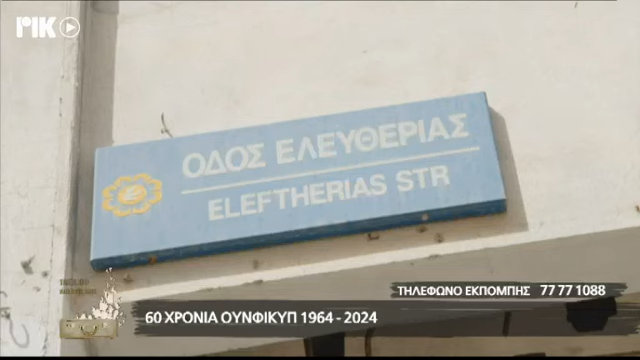 ΡΙΚ
ΟΔΟΣ ΕΛΕΥΘΕΡΙΑΣ
ELEFTHERIAS STR
ΤΗΛΕΦΩΝΟ ΕΚΠΟΜΠΗΣ 77 77 1088
60 ΧΡΟΝΙΑ ΟΥΝΦΙΚΥΠ 1964 - 2024